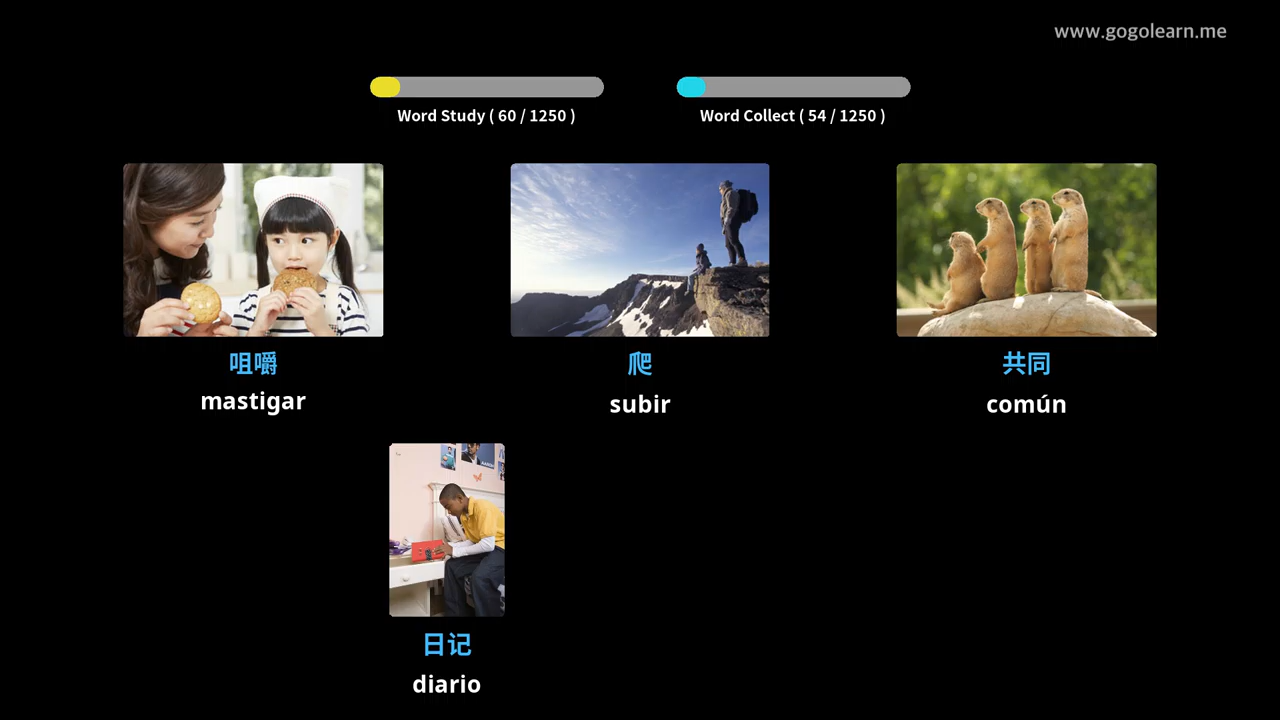 www.gogolearn.me
Word Study ( 60 / 1250 )
Word Collect ( 54 / 1250 )
咀嚼
mastigar
爬
subir
共同
común
日记
diario